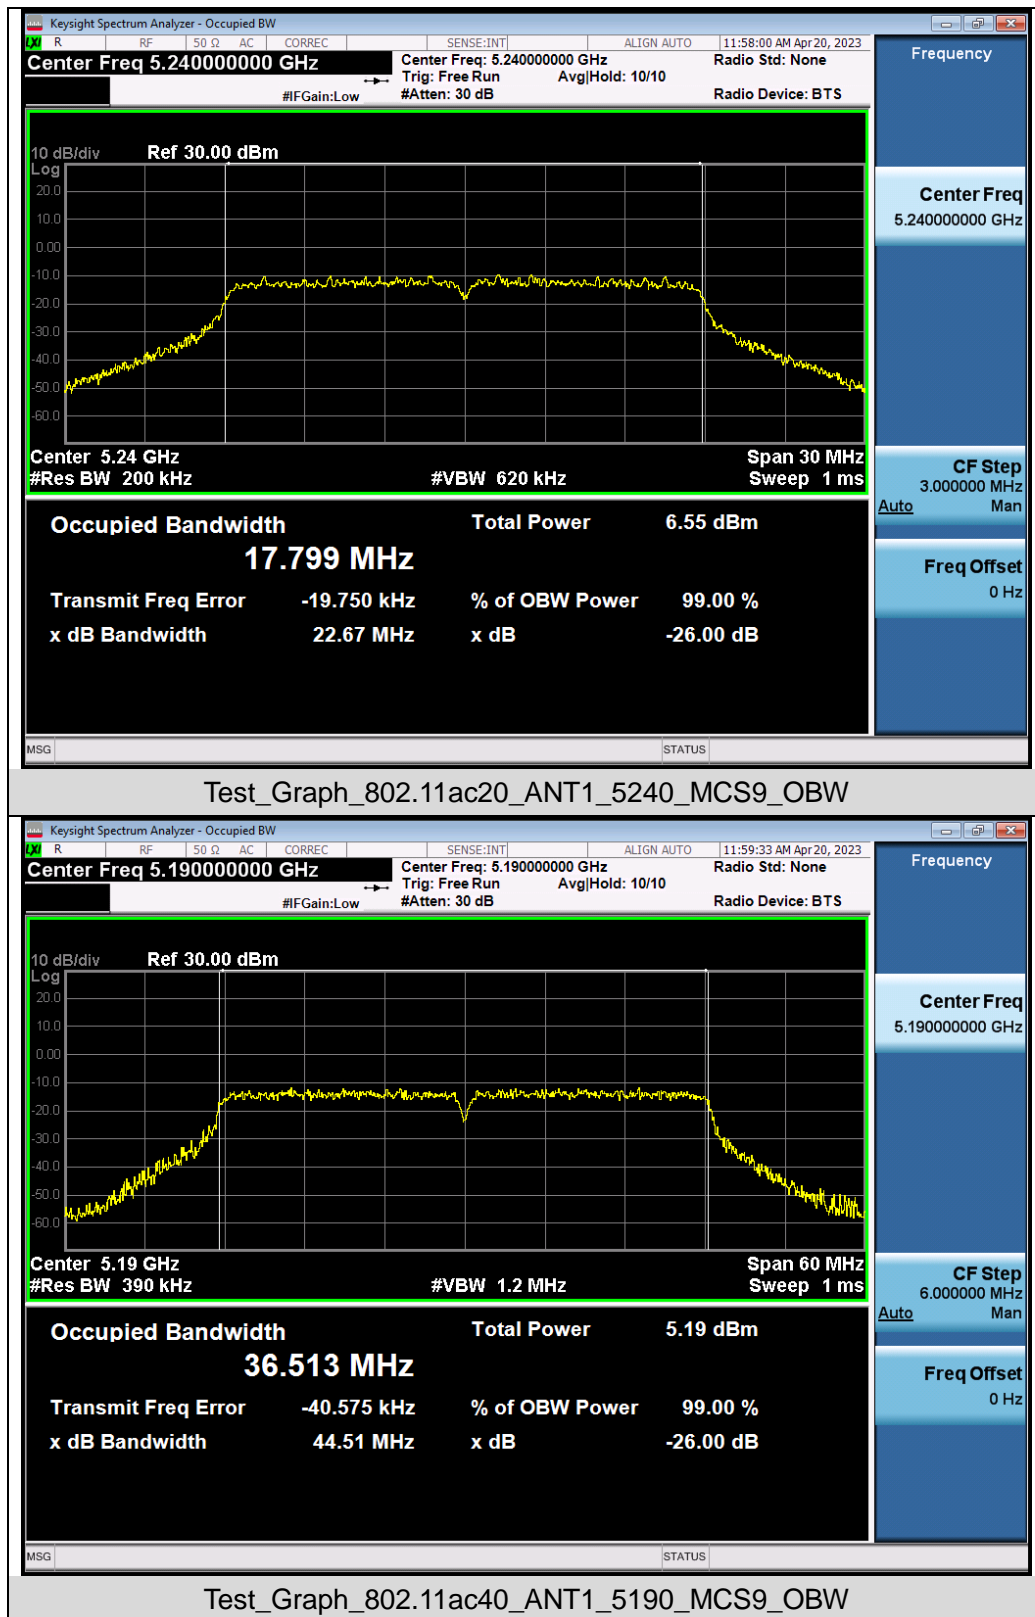 Keysight Spectrum Analyzer - Occupied BW
LXI R RF 50 Ω AC CORREC SENSE:INT ALIGN AUTO 11:58:00 AM Apr 20, 2023
Center Freq 5.240000000 GHz
Center Freq: 5.240000000 GHz
Radio Std: None
Trig: Free Run Avg|Hold: 10/10
#IFGain:Low
#Atten: 30 dB
Radio Device: BTS
Frequency
10 dB/div Ref 30.00 dBm
Log
20.0
10.0
0.00
-10.0
-20.0
-30.0
-40.0
-50.0
-60.0
Center Freq
5.240000000 GHz
Center 5.24 GHz Span 30 MHz
#Res BW 200 kHz #VBW 620 kHz Sweep 1 ms
CF Step
3.000000 MHz
Auto Man
Occupied Bandwidth Total Power 6.55 dBm
17.799 MHz
Transmit Freq Error -19.750 kHz % of OBW Power 99.00 %
x dB Bandwidth 22.67 MHz x dB -26.00 dB
Freq Offset
0 Hz
MSG STATUS
Test_Graph_802.11ac20_ANT1_5240_MCS9_OBW
Keysight Spectrum Analyzer - Occupied BW
LXI R RF 50 Ω AC CORREC SENSE:INT ALIGN AUTO 11:59:33 AM Apr 20, 2023
Center Freq 5.190000000 GHz
Center Freq: 5.190000000 GHz
Radio Std: None
Trig: Free Run Avg|Hold: 10/10
#IFGain:Low
#Atten: 30 dB
Radio Device: BTS
Frequency
10 dB/div Ref 30.00 dBm
Log
20.0
10.0
0.00
-10.0
-20.0
-30.0
-40.0
-50.0
-60.0
Center Freq
5.190000000 GHz
Center 5.19 GHz Span 60 MHz
#Res BW 390 kHz #VBW 1.2 MHz Sweep 1 ms
CF Step
6.000000 MHz
Auto Man
Occupied Bandwidth Total Power 5.19 dBm
36.513 MHz
Transmit Freq Error -40.575 kHz % of OBW Power 99.00 %
x dB Bandwidth 44.51 MHz x dB -26.00 dB
Freq Offset
0 Hz
MSG STATUS
Test_Graph_802.11ac40_ANT1_5190_MCS9_OBW